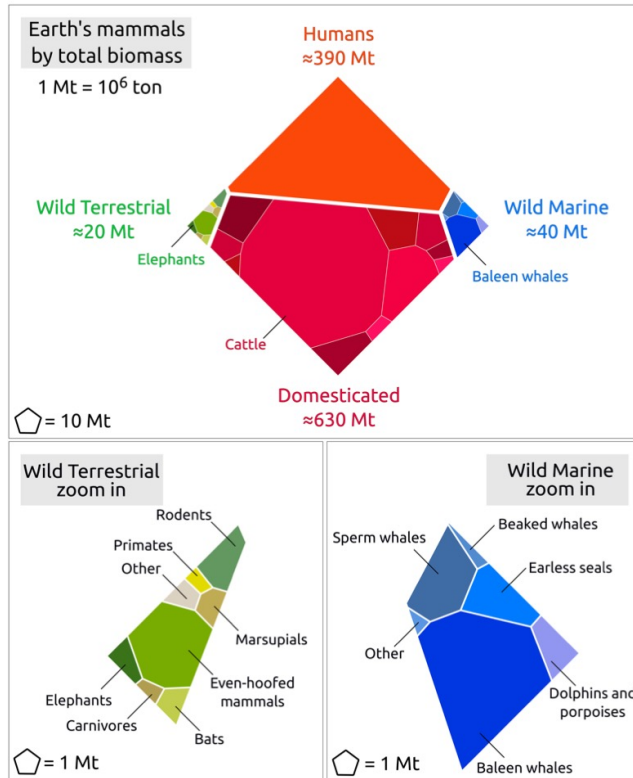 Earth's mammals
by total biomass
1 Mt = 10⁶ ton
Humans
≈390 Mt
Wild Terrestrial
≈20 Mt
Elephants
Wild Marine
≈40 Mt
Baleen whales
Cattle
Domesticated
≈630 Mt
= 10 Mt
Wild Terrestrial
zoom in
Rodents
Primates
Other
Marsupials
Even-hoofed
mammals
Elephants
Carnivores
Bats
= 1 Mt
Wild Marine
zoom in
Beaked whales
Sperm whales
Earless seals
Other
Dolphins and
porpoises
Baleen whales
= 1 Mt